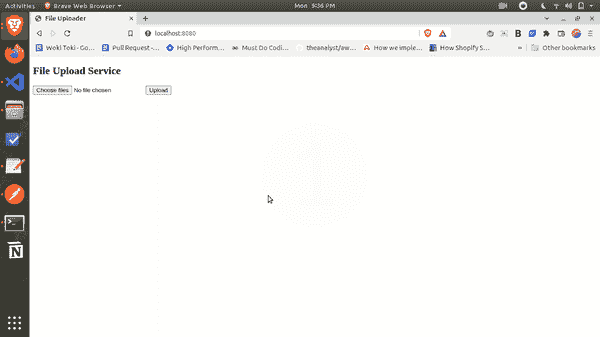 Activities Brave Web Browser Mon 9:36 PM
File Uploader
localhost:8080
Weki Teki - Go... Pull Request -... High Perform... Must Do Codi... theanalyst/aw... How we imple... How Shopify S... » Other bookmarks
File Upload Service
Choose files No file chosen Upload